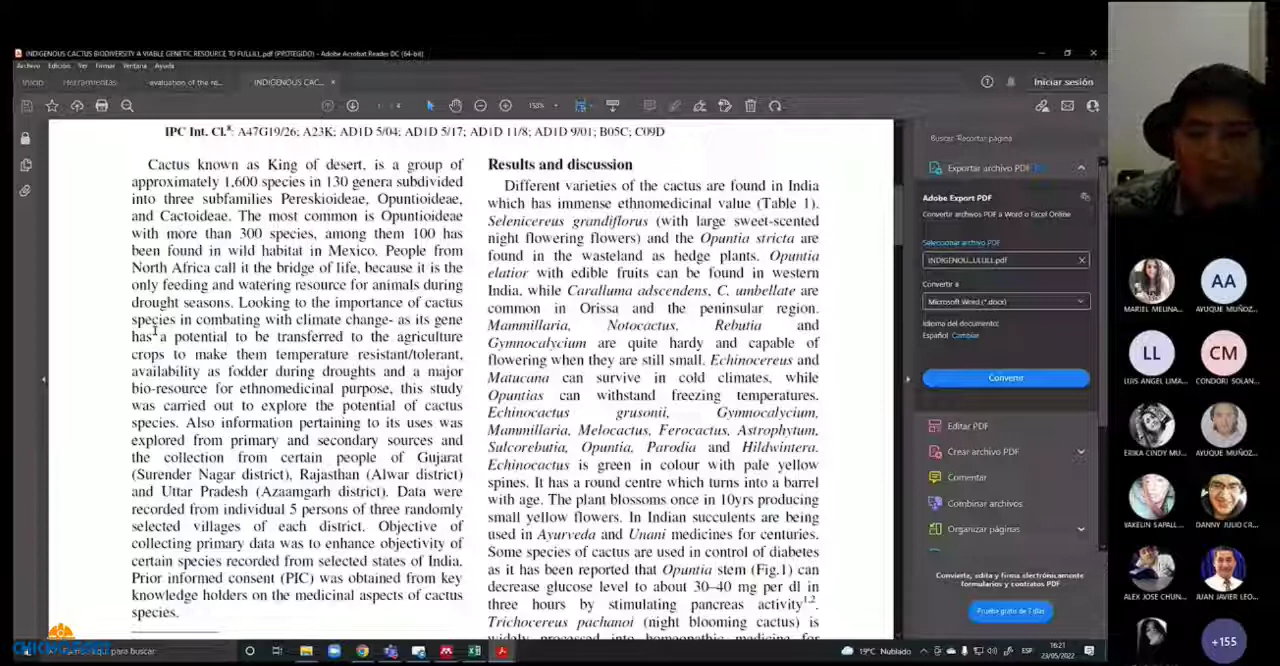 INDIGENOUS CACTUS BIODIVERSITY A VIABLE GENETIC RESOURCE TO FULLILL.pdf (PROTEGIDO) - Adobe Acrobat Reader DC (64-bit)
Archivo Edición Ver Firmar Ventana Ayuda
Inicio Herramientas evaluation of the re... INDIGENOUS CAC... × Iniciar sesión
4 150%
IPC Int. Cl.⁸: A47G19/26; A23K; AD1D 5/04; AD1D 5/17; AD1D 11/8; AD1D 9/01; B05C; C09D
Cactus known as King of desert, is a group of
approximately 1,600 species in 130 genera subdivided
into three subfamilies Pereskioideae, Opuntioideae,
and Cactoideae. The most common is Opuntioideae
with more than 300 species, among them 100 has
been found in wild habitat in Mexico. People from
North Africa call it the bridge of life, because it is the
only feeding and watering resource for animals during
drought seasons. Looking to the importance of cactus
species in combating with climate change- as its gene
has a potential to be transferred to the agriculture
crops to make them temperature resistant/tolerant,
availability as fodder during droughts and a major
bio-resource for ethnomedicinal purpose, this study
was carried out to explore the potential of cactus
species. Also information pertaining to its uses was
explored from primary and secondary sources and
the collection from certain people of Gujarat
(Surender Nagar district), Rajasthan (Alwar district)
and Uttar Pradesh (Azaamgarh district). Data were
recorded from individual 5 persons of three randomly
selected villages of each district. Objective of
collecting primary data was to enhance objectivity of
certain species recorded from selected states of India.
Prior informed consent (PIC) was obtained from key
knowledge holders on the medicinal aspects of cactus
species.
Results and discussion
Different varieties of the cactus are found in India
which has immense ethnomedicinal value (Table 1).
Selenicereus grandiflorus (with large sweet-scented
night flowering flowers) and the Opuntia stricta are
found in the wasteland as hedge plants. Opuntia
elatior with edible fruits can be found in western
India, while Caralluma adscendens, C. umbellate are
common in Orissa and the peninsular region.
Mammillaria, Notocactus, Rebutia and
Gymnocalycium are quite hardy and capable of
flowering when they are still small. Echinocereus and
Matucana can survive in cold climates, while
Opuntias can withstand freezing temperatures.
Echinocactus grusonii, Gymnocalycium,
Mammillaria, Melocactus, Ferocactus, Astrophytum,
Sulcorebutia, Opuntia, Parodia and Hildwintera.
Echinocactus is green in colour with pale yellow
spines. It has a round centre which turns into a barrel
with age. The plant blossoms once in 10yrs producing
small yellow flowers. In Indian succulents are being
used in Ayurveda and Unani medicines for centuries.
Some species of cactus are used in control of diabetes
as it has been reported that Opuntia stem (Fig.1) can
decrease glucose level to about 30–40 mg per dl in
three hours by stimulating pancreas activity¹·².
Trichocereus pachanoi (night blooming cactus) is
widely processed into homeopathic medicine for
Buscar 'Recortar página'
Exportar archivo PDF
Adobe Export PDF
Convertir archivos PDF a Word o Excel Online
Seleccionar archivo PDF
INDIGENOU...ULULL.pdf ×
Convertir a
Microsoft Word (*.docx)
Idioma del documento:
Español Cambiar
Convertir
Editar PDF
Crear archivo PDF
Comentar
Combinar archivos
Organizar páginas
Convierta, edita y firma electrónicamente
formularios y contratos PDF
Prueba gratis de 7 días
MARIEL MELINA...
AA
AYUQUE MUÑOZ...
LL
LUIS ANGEL LIMA...
CM
CONDORI SOLAN...
ERIKA CINDY MU...
AYUQUE MUÑOZ...
YAKELIN SAPALL...
DANNY JULIO CR...
ALEX JOSE CHUN...
JUAN JAVIER LEO...
+155
aquí para buscar
19°C Nublado
ESP
16:21
23/05/2022